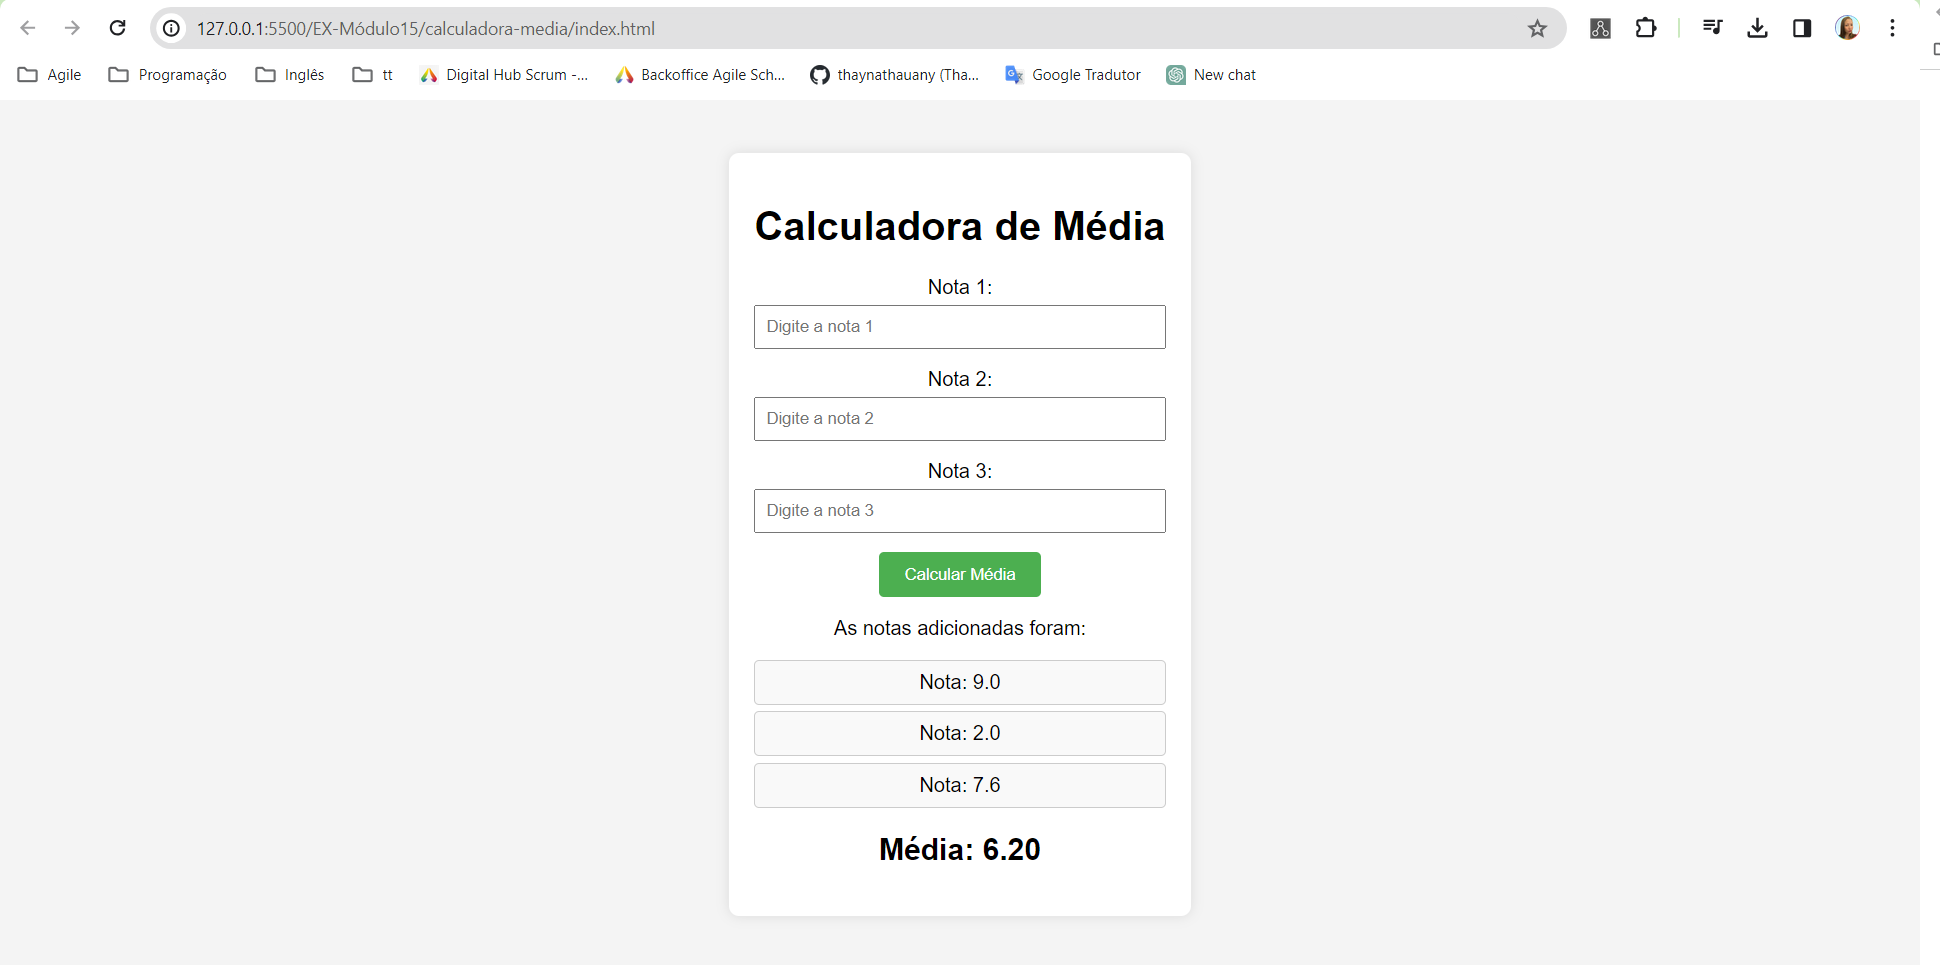 127.0.0.1:5500/EX-Módulo15/calculadora-media/index.html
Agile Programação Inglês tt Digital Hub Scrum -... Backoffice Agile Sch... thaynathauany (Tha... Google Tradutor New chat
Calculadora de Média
Nota 1:
Digite a nota 1
Nota 2:
Digite a nota 2
Nota 3:
Digite a nota 3
Calcular Média
As notas adicionadas foram:
Nota: 9.0
Nota: 2.0
Nota: 7.6
Média: 6.20